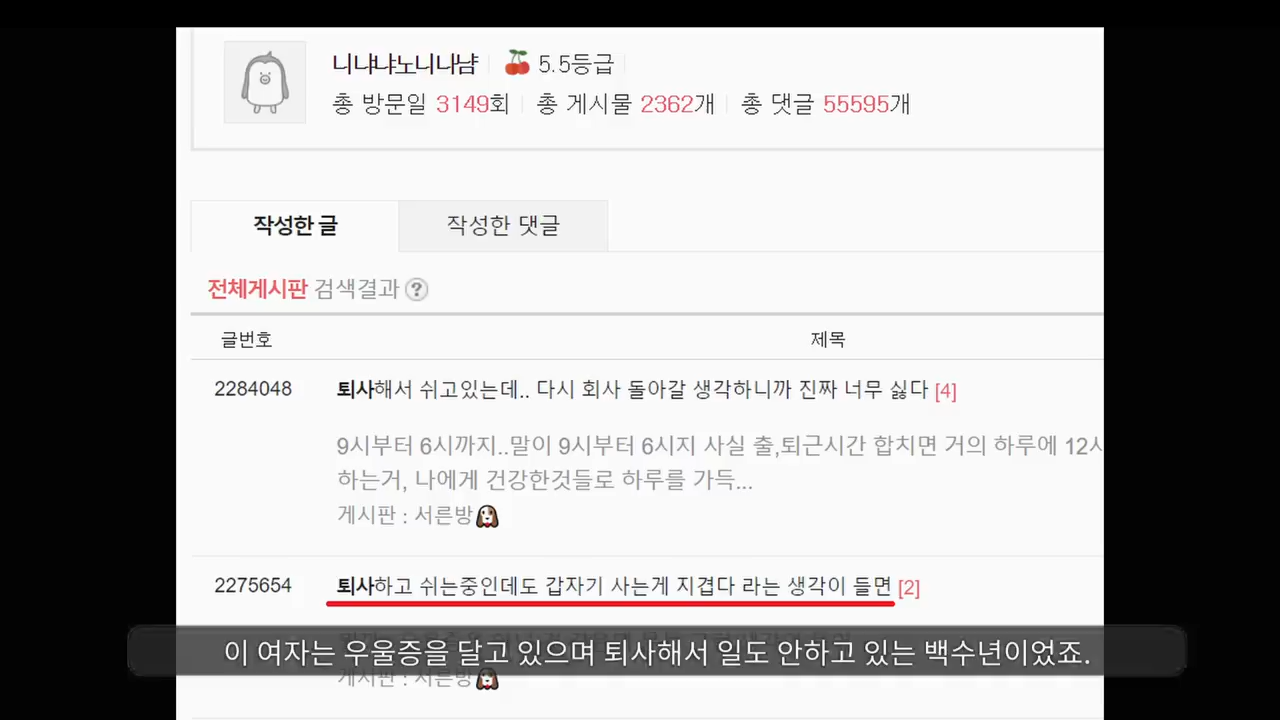 니냐냐노니나냠 5.5등급
총 방문일 3149회 총 게시물 2362개 총 댓글 55595개
작성한 글 작성한 댓글
전체게시판 검색결과 ?
글번호 제목
2284048 퇴사해서 쉬고있는데.. 다시 회사 돌아갈 생각하니까 진짜 너무 싫다 [4]
9시부터 6시까지..말이 9시부터 6시지 사실 출,퇴근시간 합치면 거의 하루에 12시
하는거, 나에게 건강한것들로 하루를 가득...
게시판 : 서른방
2275654 퇴사하고 쉬는중인데도 갑자기 사는게 지겹다 라는 생각이 들면 [2]
이 여자는 우울증을 달고 있으며 퇴사해서 일도 안하고 있는 백수년이었죠.
게시판 : 서른방